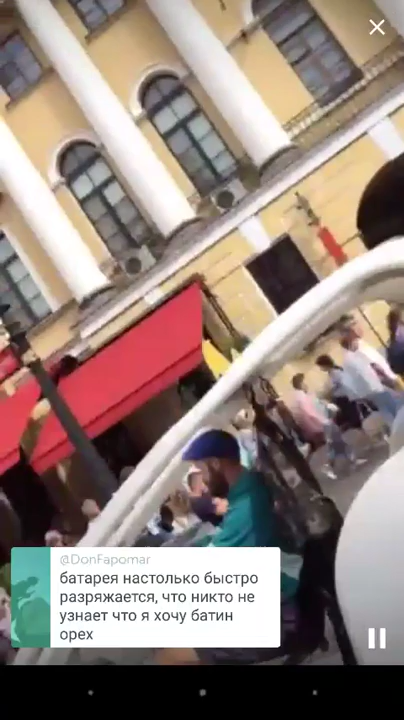 @DonFapomar
батарея настолько быстро
разряжается, что никто не
узнает что я хочу батин
орех